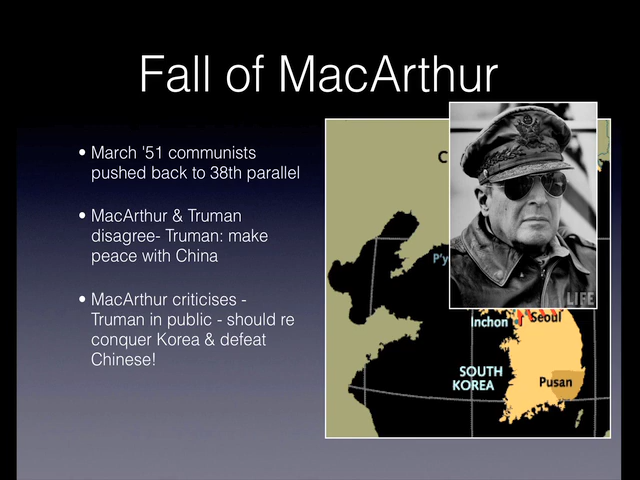 Fall of MacArthur
• March '51 communists
pushed back to 38th parallel
• MacArthur & Truman
disagree- Truman: make
peace with China
• MacArthur criticises -
Truman in public - should re
conquer Korea & defeat
Chinese!
C
P'y
LIFE
Inchon
Seoul
SOUTH
KOREA
Pusan